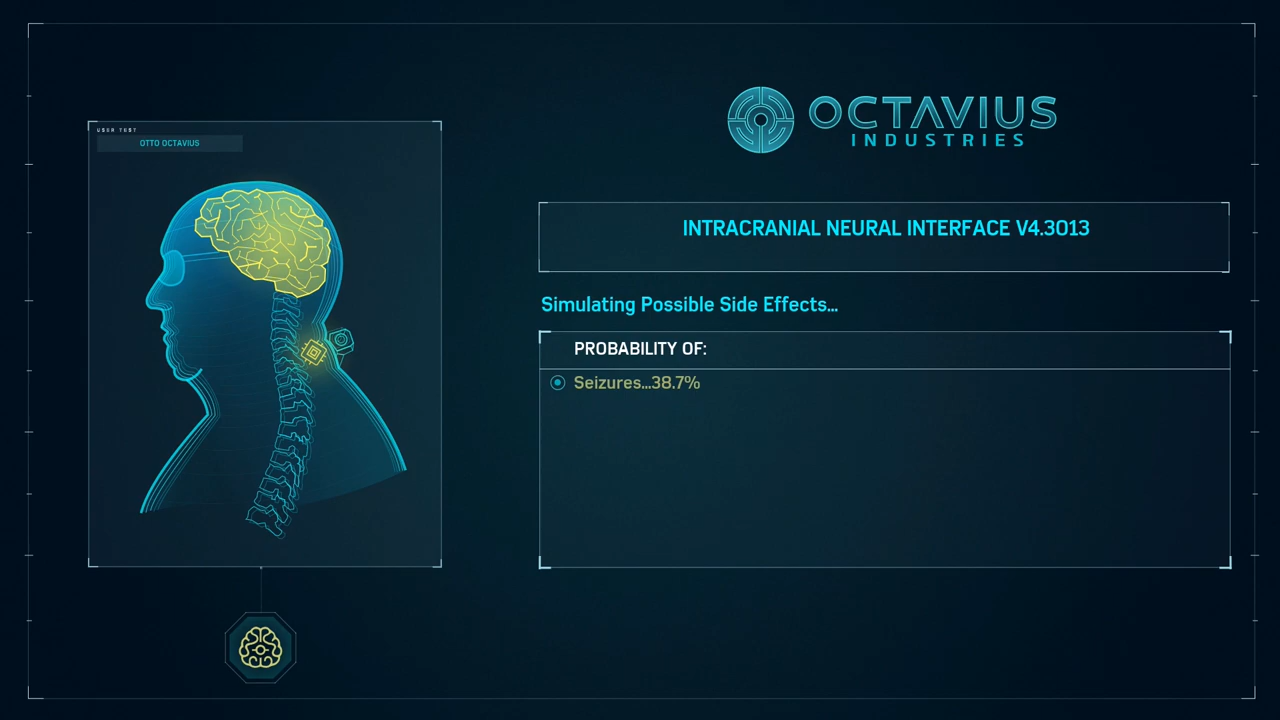 USER TEST
OTTO OCTAVIUS
OCTAVIUS
INDUSTRIES
INTRACRANIAL NEURAL INTERFACE V4.3013
Simulating Possible Side Effects...
PROBABILITY OF:
Seizures...38.7%